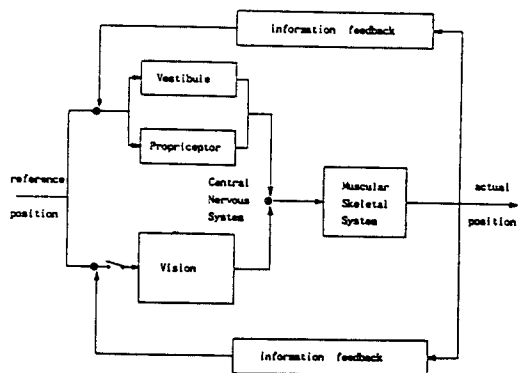 information feedback
Vestibule
Propriceptor
reference
position
Central
Nervous
System
Muscular
Skeletal
System
actual
position
Vision
information feedback